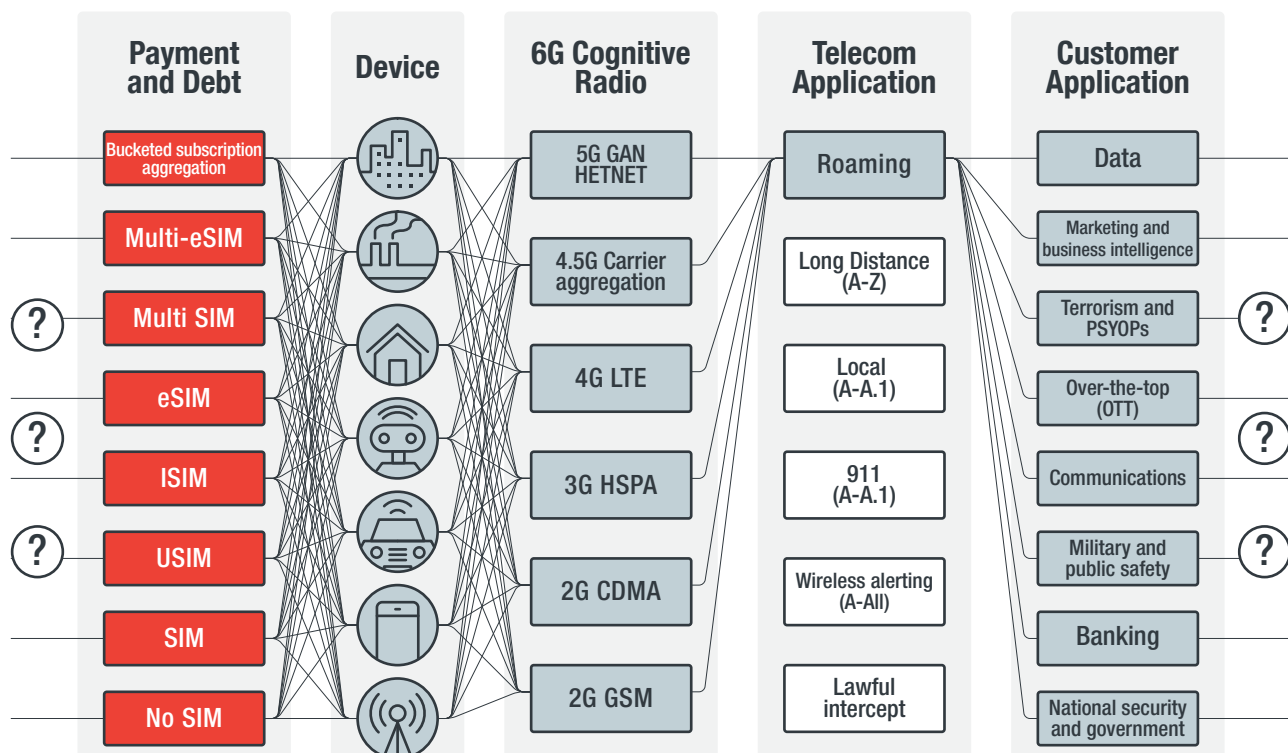 Payment
and Debt
Device
6G Cognitive
Radio
Telecom
Application
Customer
Application
Bucketed subscription
aggregation
Multi-eSIM
Multi SIM
eSIM
ISIM
USIM
SIM
No SIM
?
?
?
5G GAN
HETNET
4.5G Carrier
aggregation
4G LTE
3G HSPA
2G CDMA
2G GSM
Roaming
Long Distance
(A-Z)
Local
(A-A.1)
911
(A-A.1)
Wireless alerting
(A-All)
Lawful
intercept
Data
Marketing and
business intelligence
Terrorism and
PSYOPs
Over-the-top
(OTT)
Communications
Military and
public safety
Banking
National security
and government
?
?
?